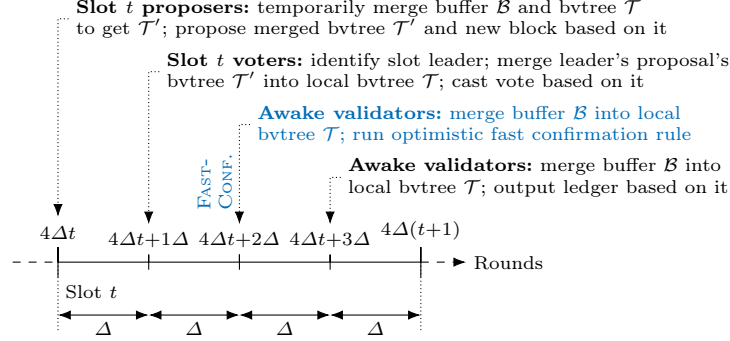 Slot t proposers: temporarily merge buffer ℬ and bvtree 𝒯
to get 𝒯′; propose merged bvtree 𝒯′ and new block based on it
Slot t voters: identify slot leader; merge leader's proposal's
bvtree 𝒯′ into local bvtree 𝒯; cast vote based on it
Awake validators: merge buffer ℬ into local
bvtree 𝒯; run optimistic fast confirmation rule
Awake validators: merge buffer ℬ into
local bvtree 𝒯; output ledger based on it
FAST-
CONF.
4Δt 4Δt+1Δ 4Δt+2Δ 4Δt+3Δ 4Δ(t+1)
Rounds
Slot t
Δ Δ Δ Δ